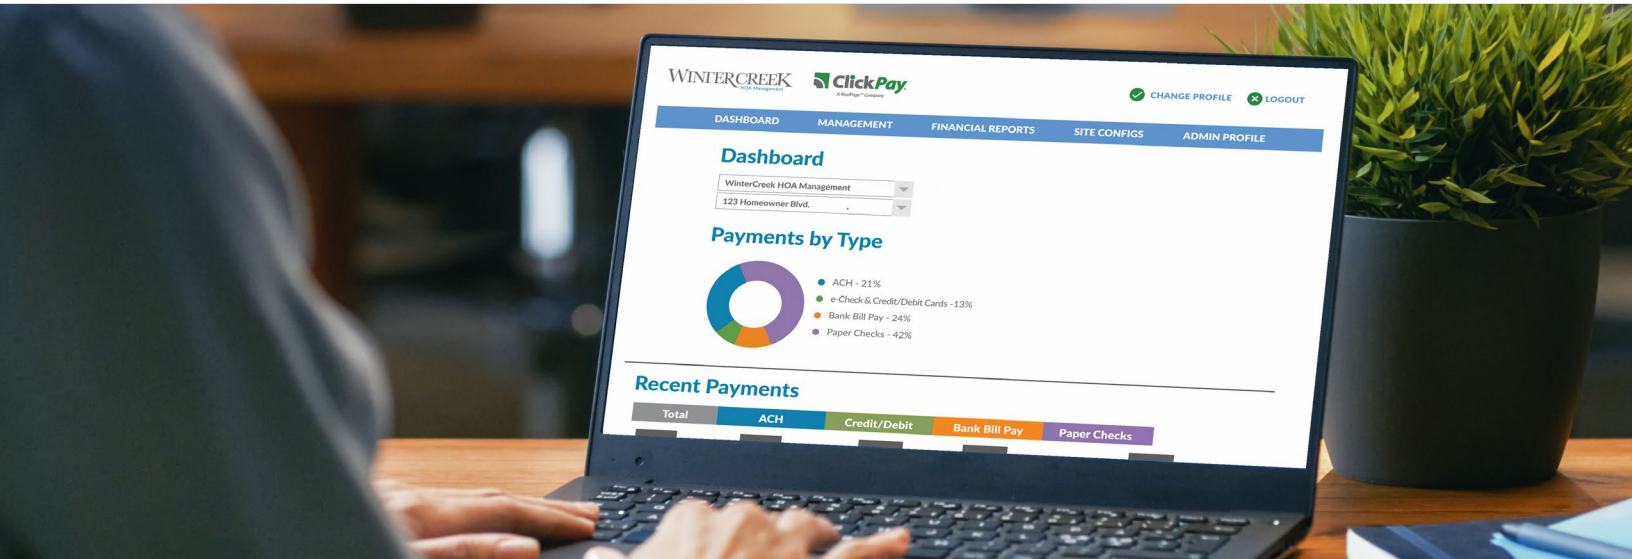 WINTERCREEK
HOA Management
ClickPay
A RealPage™ Company
CHANGE PROFILE
LOGOUT
DASHBOARD MANAGEMENT FINANCIAL REPORTS SITE CONFIGS ADMIN PROFILE
Dashboard
WinterCreek HOA Management
123 Homeowner Blvd.
Payments by Type
ACH - 21%
e-Check & Credit/Debit Cards -13%
Bank Bill Pay - 24%
Paper Checks - 42%
Recent Payments
Total ACH Credit/Debit Bank Bill Pay Paper Checks